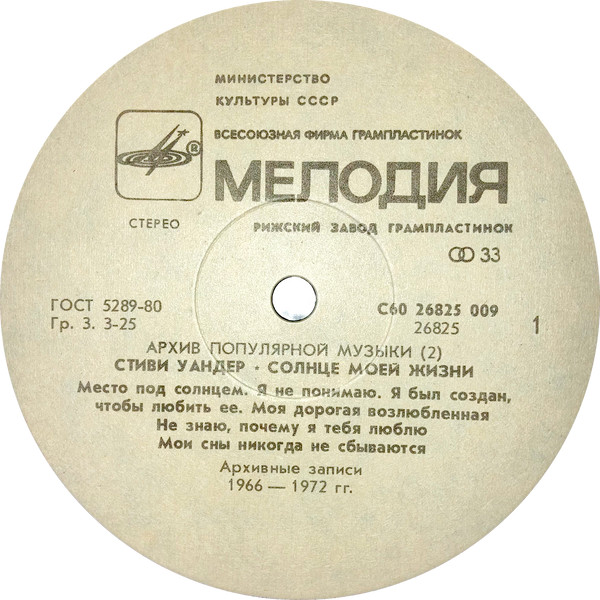 МИНИСТЕРСТВО
КУЛЬТУРЫ СССР
ВСЕСОЮЗНАЯ ФИРМА ГРАМПЛАСТИНОК
®
МЕЛОДИЯ
СТЕРЕО
РИЖСКИЙ ЗАВОД ГРАМПЛАСТИНОК
33
ГОСТ 5289-80
С60 26825 009
Гр. 3. 3-25
26825
1
АРХИВ ПОПУЛЯРНОЙ МУЗЫКИ (2)
СТИВИ УАНДЕР · СОЛНЦЕ МОЕЙ ЖИЗНИ
Место под солнцем. Я не понимаю. Я был создан,
чтобы любить ее. Моя дорогая возлюбленная
Не знаю, почему я тебя люблю
Мои сны никогда не сбываются
Архивные записи
1966 — 1972 гг.